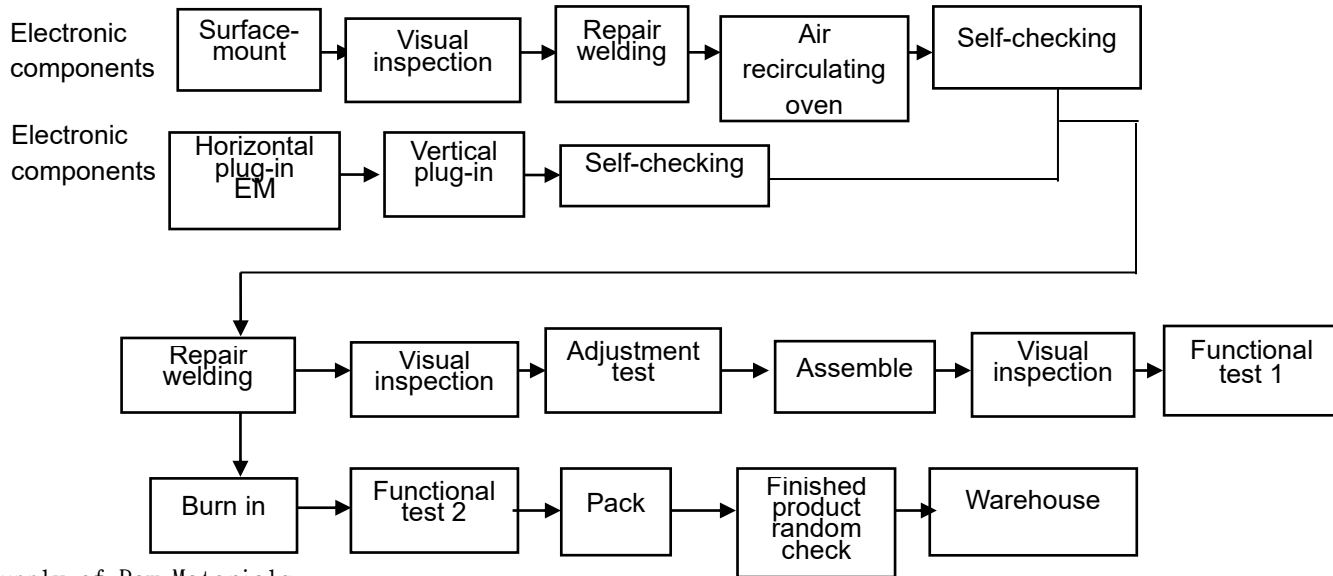 Electronic
components
Surface-
mount
Visual
inspection
Repair
welding
Air
recirculating
oven
Self-checking
Electronic
components
Horizontal
plug-in
EM
Vertical
plug-in
Self-checking
Repair
welding
Visual
inspection
Adjustment
test
Assemble
Visual
inspection
Functional
test 1
Burn in
Functional
test 2
Pack
Finished
product
random
check
Warehouse